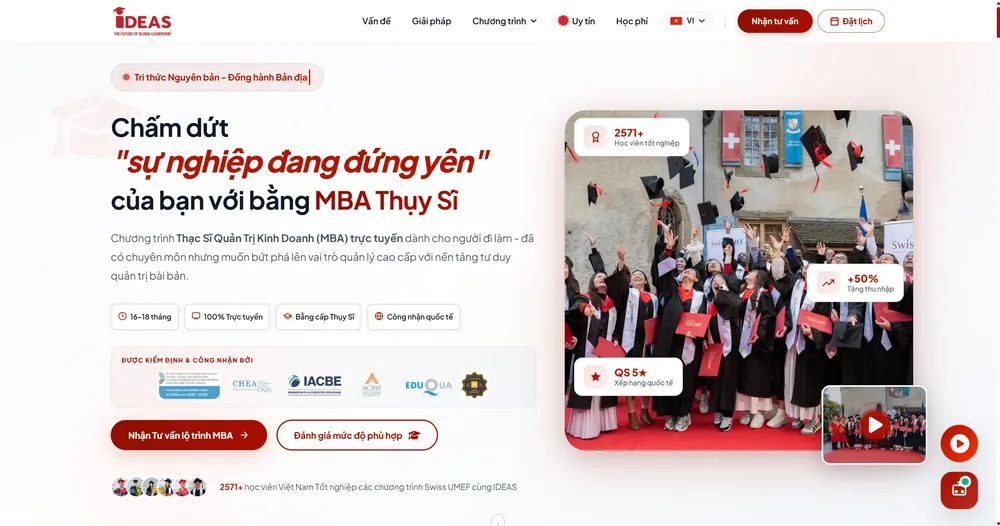 IDEAS
THE FUTURE OF GLOBAL LEADERSHIP
Vấn đề
Giải pháp
Chương trình
Uy tín
Học phí
VI
Nhận tư vấn
Đặt lịch
Tri thức Nguyên bản - Đồng hành Bản địa
Chấm dứt
"sự nghiệp đang đứng yên"
của bạn với bằng MBA Thụy Sĩ
Chương trình Thạc Sĩ Quản Trị Kinh Doanh (MBA) trực tuyến dành cho người đi làm - đã
có chuyên môn nhưng muốn bứt phá lên vai trò quản lý cao cấp với nền tảng tư duy
quản trị bài bản.
16-18 tháng
100% Trực tuyến
Bằng cấp Thụy Sĩ
Công nhận quốc tế
ĐƯỢC KIỂM ĐỊNH & CÔNG NHẬN BỞI
CHEA
CIQG
IACBE
ACBSP
EDUQUA
Nhận Tư vấn lộ trình MBA
Đánh giá mức độ phù hợp
2571+ học viên Việt Nam Tốt nghiệp các chương trình Swiss UMEF cùng IDEAS
2571+
Học viên tốt nghiệp
+50%
Tăng thu nhập
QS 5★
Xếp hạng quốc tế